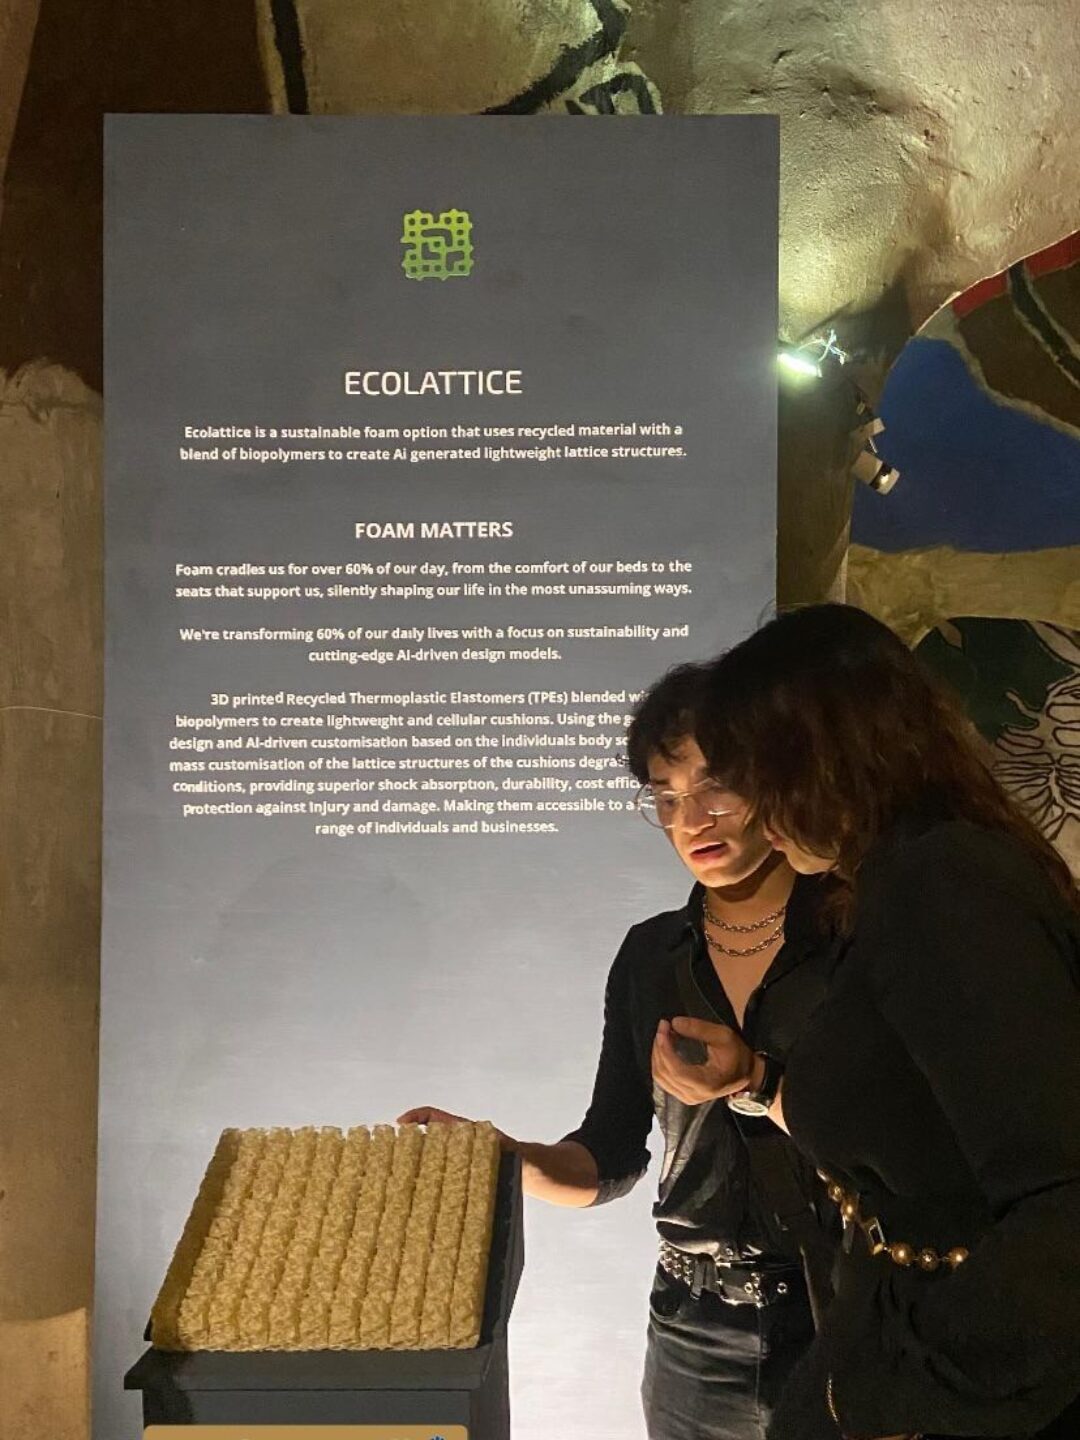 ECOLATTICE
Ecolattice is a sustainable foam option that uses recycled material with a
blend of biopolymers to create Ai generated lightweight lattice structures.
FOAM MATTERS
Foam cradles us for over 60% of our day, from the comfort of our beds to the
seats that support us, silently shaping our life in the most unassuming ways.
We're transforming 60% of our daily lives with a focus on sustainability and
cutting-edge AI-driven design models.
3D printed Recycled Thermoplastic Elastomers (TPEs) blended
biopolymers to create lightweight and cellular cushions. Using the
design and AI-driven customisation based on the individuals body
mass customisation of the lattice structures of the cushions
conditions, providing superior shock absorption, durability, cost
protection against injury and damage. Making them accessible to a
range of individuals and businesses.